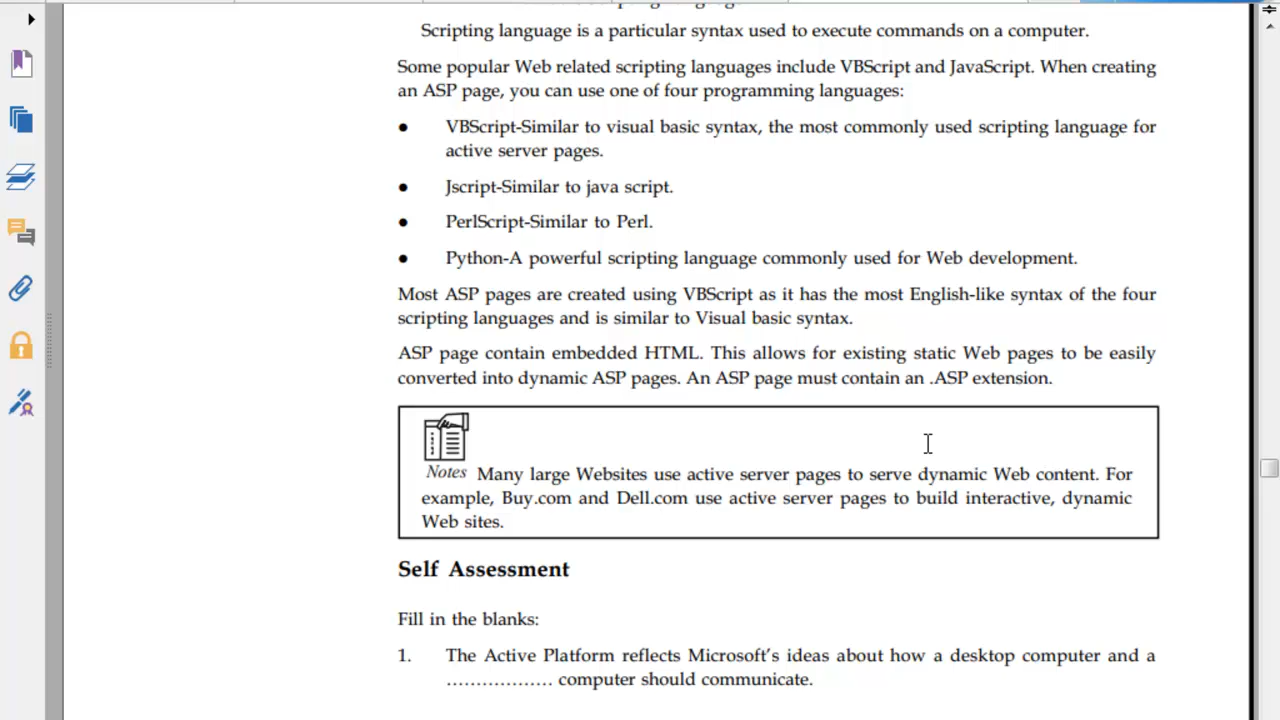 Scripting language is a particular syntax used to execute commands on a computer.
Some popular Web related scripting languages include VBScript and JavaScript. When creating
an ASP page, you can use one of four programming languages:
● VBScript-Similar to visual basic syntax, the most commonly used scripting language for
active server pages.
● Jscript-Similar to java script.
● PerlScript-Similar to Perl.
● Python-A powerful scripting language commonly used for Web development.
Most ASP pages are created using VBScript as it has the most English-like syntax of the four
scripting languages and is similar to Visual basic syntax.
ASP page contain embedded HTML. This allows for existing static Web pages to be easily
converted into dynamic ASP pages. An ASP page must contain an .ASP extension.
Notes Many large Websites use active server pages to serve dynamic Web content. For
example, Buy.com and Dell.com use active server pages to build interactive, dynamic
Web sites.
Self Assessment
Fill in the blanks:
1. The Active Platform reflects Microsoft's ideas about how a desktop computer and a
.................. computer should communicate.